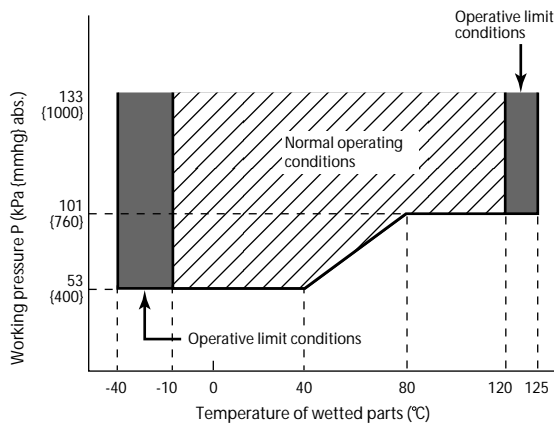 Operative limit
conditions
133
{1000}
Normal operating
conditions
101
{760}
53
{400}
Operative limit conditions
Working pressure P (kPa {mmhg} abs.)
-40 -10 0 40 80 120 125
Temperature of wetted parts (℃)